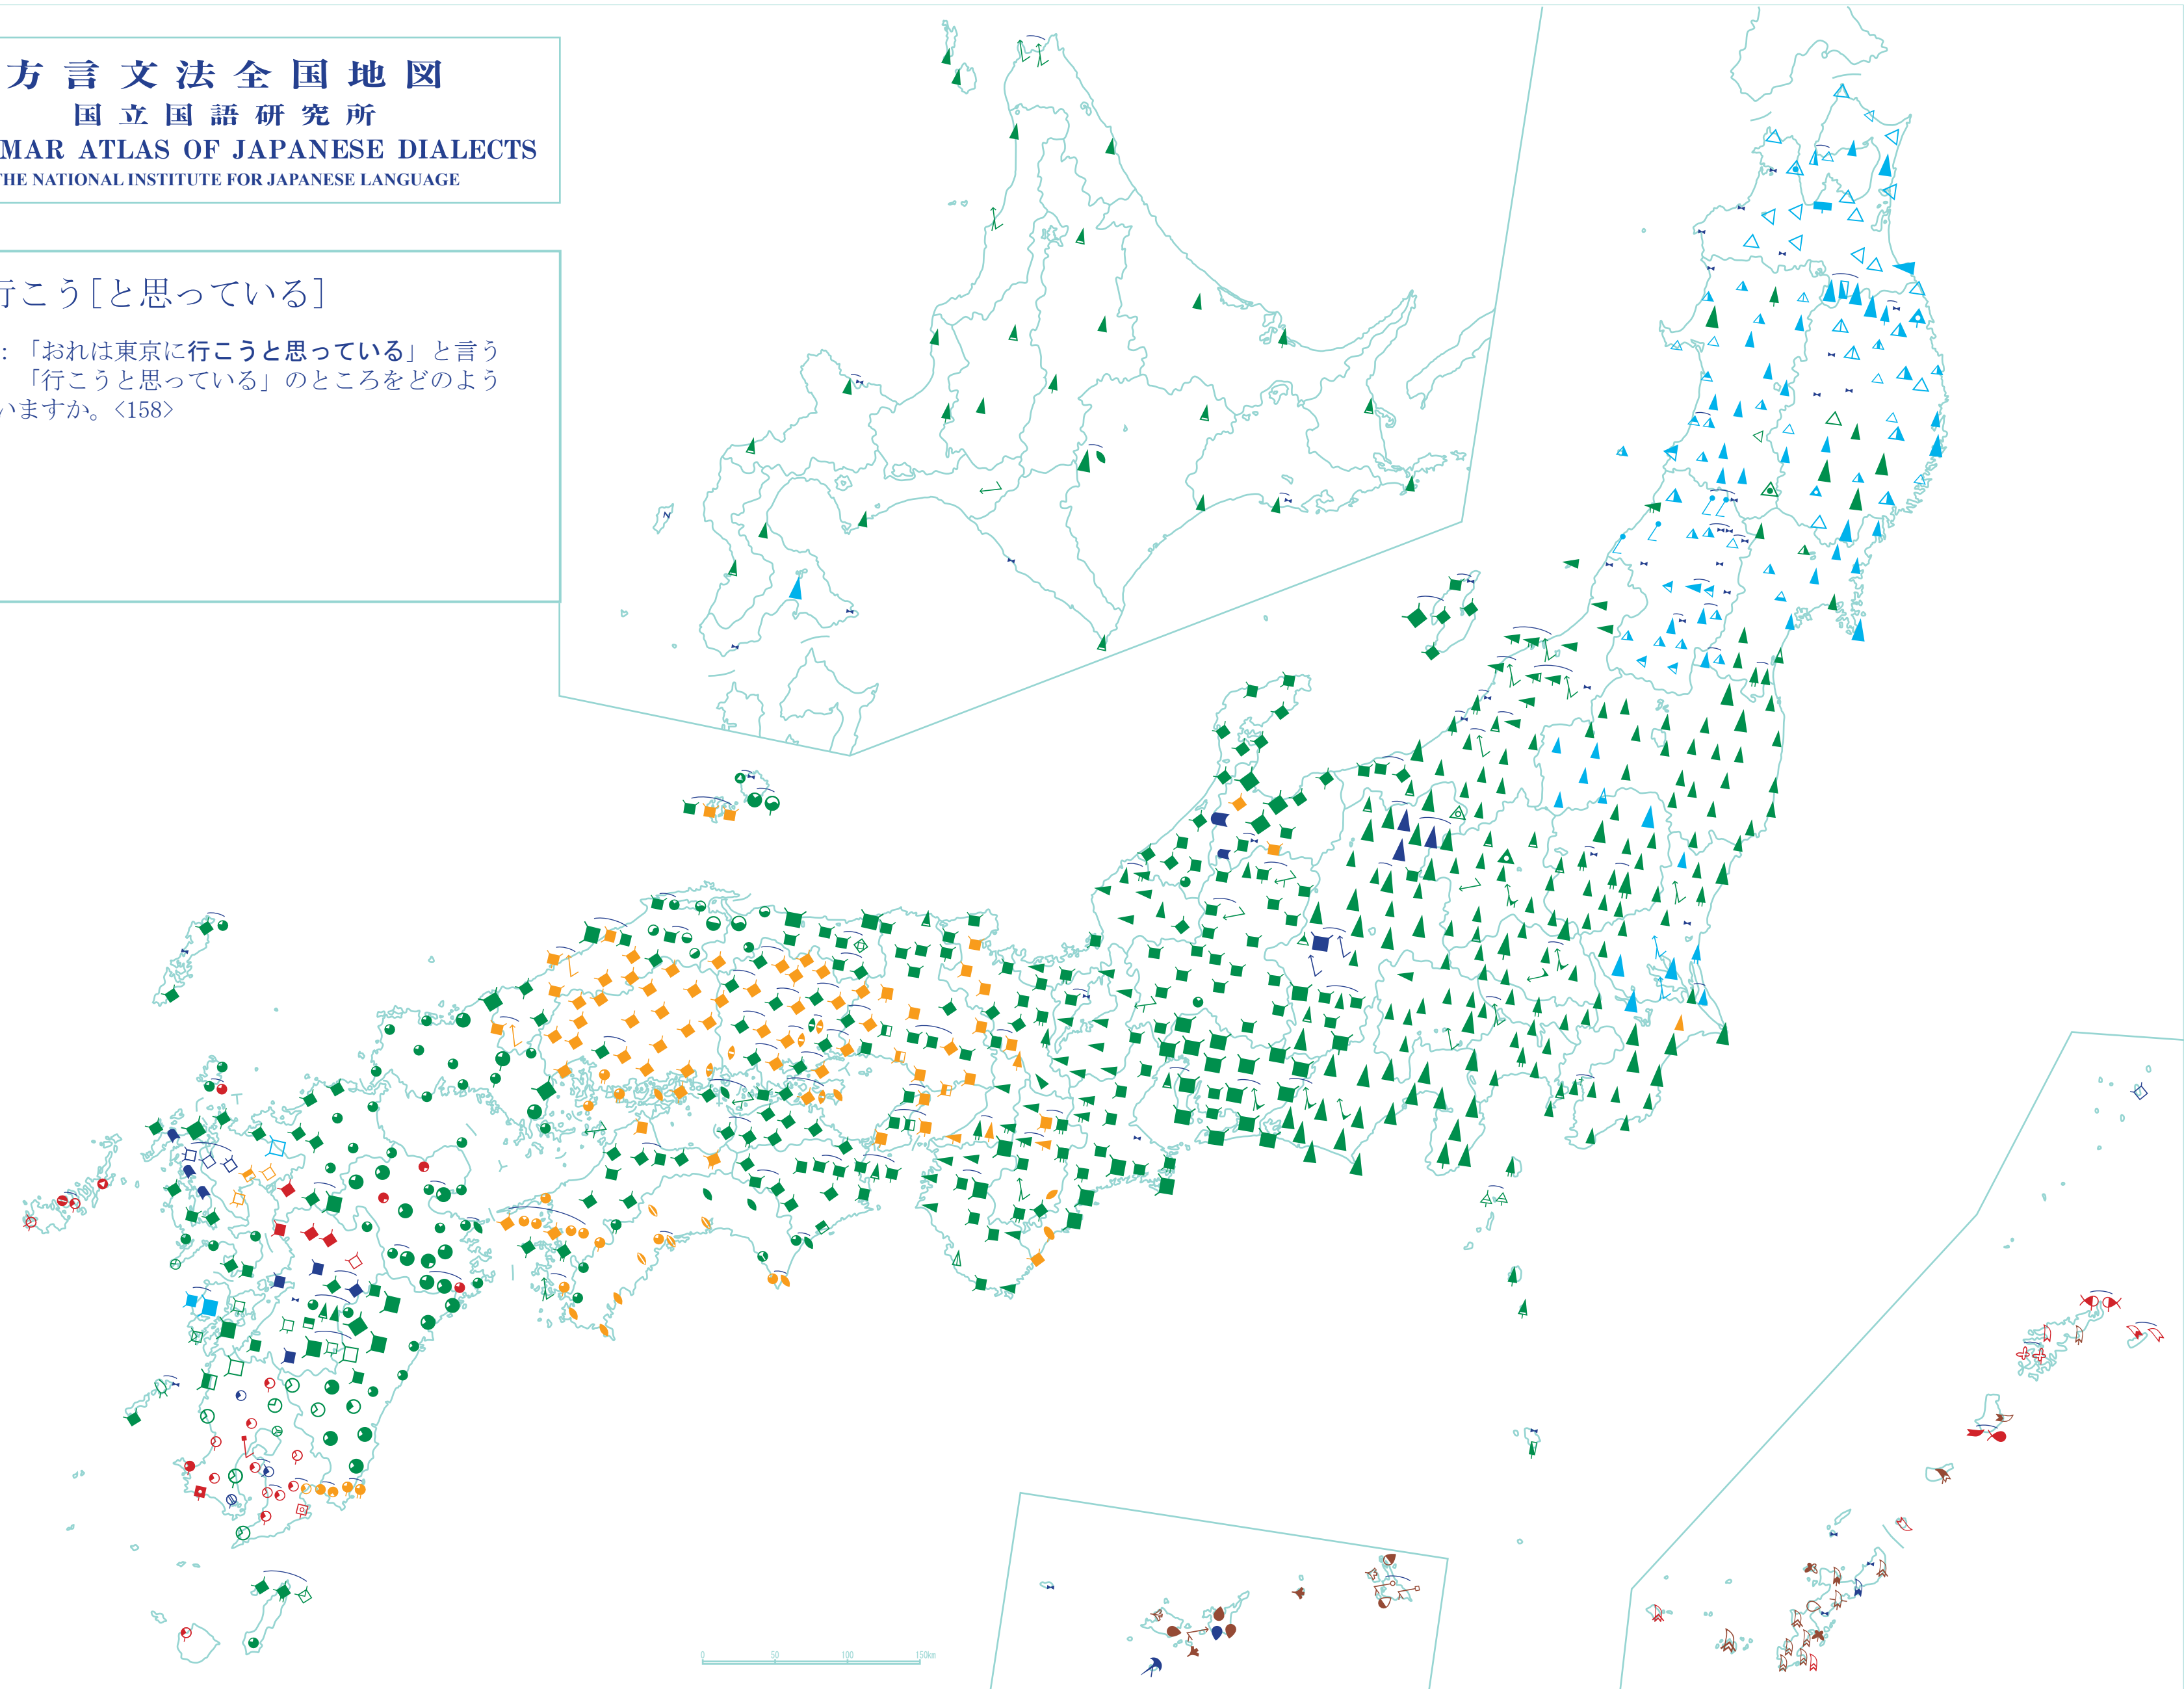 方言文法全国地図
国立国語研究所
MAR ATLAS OF JAPANESE DIALECTS
THE NATIONAL INSTITUTE FOR JAPANESE LANGUAGE
行こう[と思っている]
:「おれは東京に行こうと思っている」と言う
「行こうと思っている」のところをどのよう
いますか。<158>
0 50 100 150km